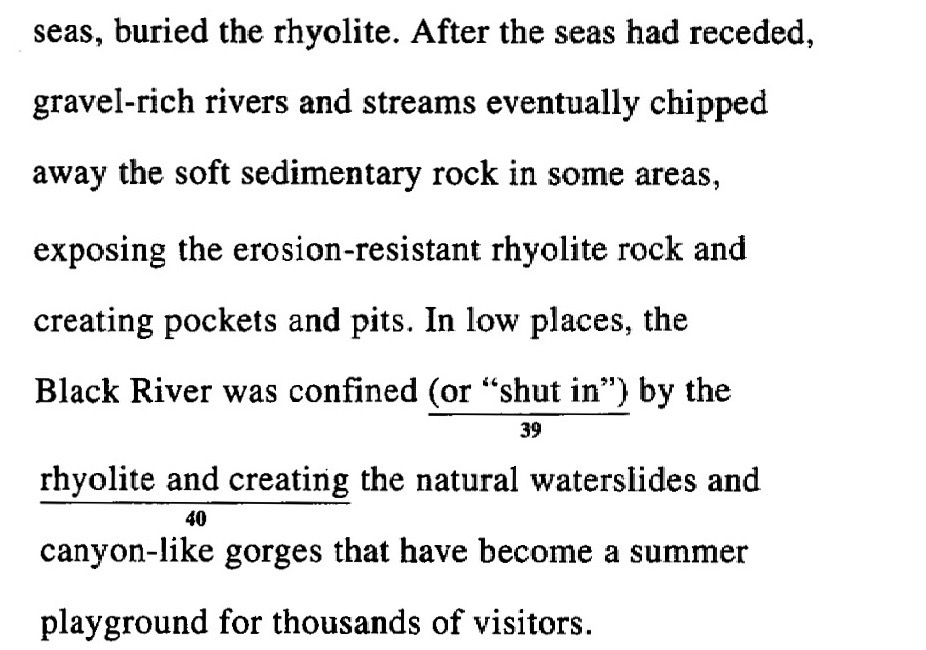 seas, buried the rhyolite. After the seas had receded,
gravel-rich rivers and streams eventually chipped
away the soft sedimentary rock in some areas,
exposing the erosion-resistant rhyolite rock and
creating pockets and pits. In low places, the
Black River was confined (or “shut in”) by the
39
rhyolite and creating the natural waterslides and
40
canyon-like gorges that have become a summer
playground for thousands of visitors.